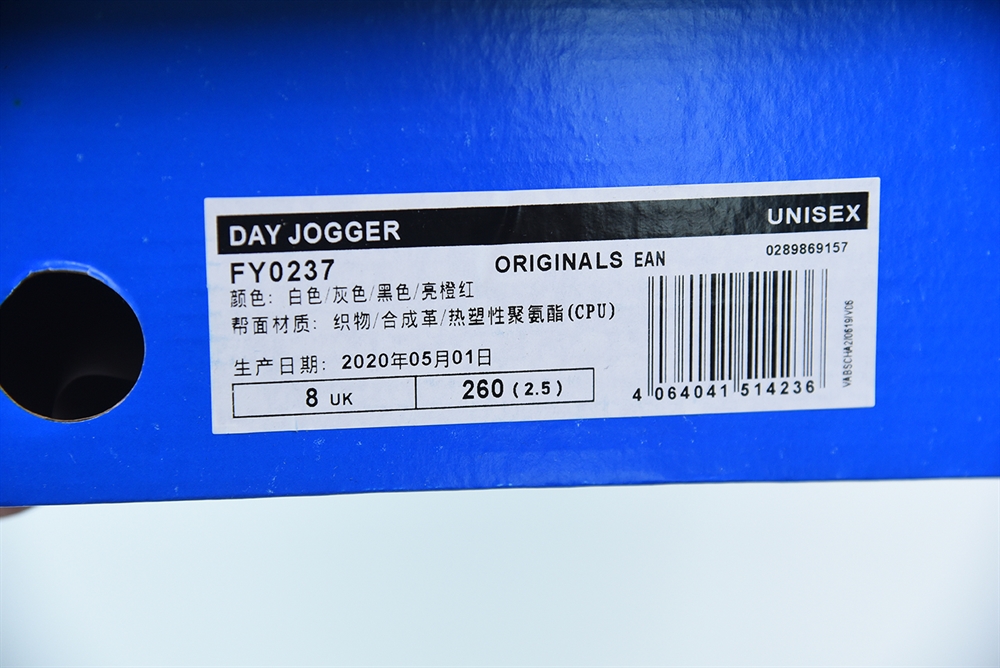 DAY JOGGER UNISEX
FY0237 ORIGINALS EAN 0289869157
颜色: 白色/灰色/黑色/亮橙红
帮面材质: 织物/合成革/热塑性聚氨酯(CPU)
生产日期: 2020年05月01日
8 UK 260 (2.5)
4 064041 514236